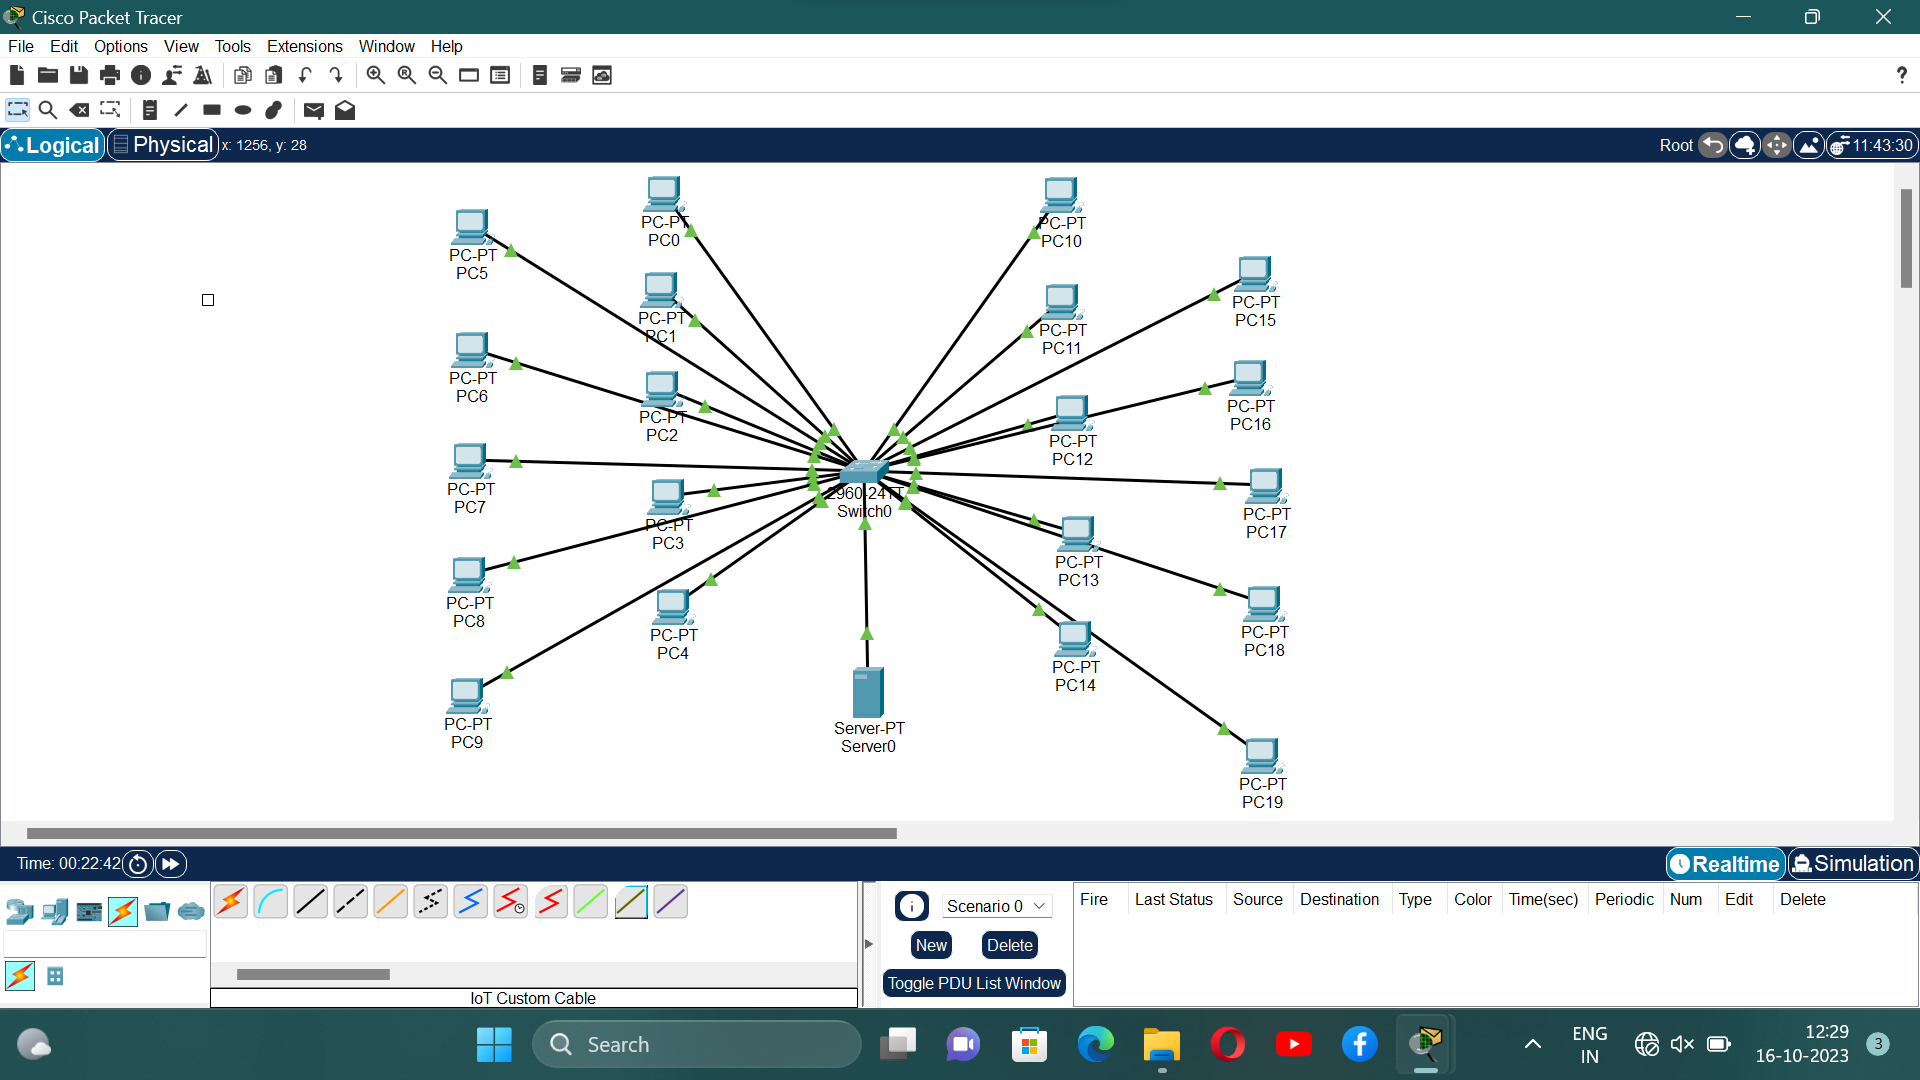 Cisco Packet Tracer
File Edit Options View Tools Extensions Window Help
Logical Physical x: 1256, y: 28 Root 11:43:30
PC-PT
PC0
PC-PT
PC10
PC-PT
PC5
PC-PT
PC15
PC-PT
PC1
PC-PT
PC11
PC-PT
PC6
PC-PT
PC16
PC-PT
PC2
PC-PT
PC12
PC-PT
PC7
2960-24TT
Switch0
PC-PT
PC17
PC-PT
PC3
PC-PT
PC13
PC-PT
PC8
PC-PT
PC4
PC-PT
PC18
PC-PT
PC14
PC-PT
PC9
Server-PT
Server0
PC-PT
PC19
Time: 00:22:42 Realtime Simulation
Scenario 0
New Delete
Toggle PDU List Window
Fire Last Status Source Destination Type Color Time(sec) Periodic Num Edit Delete
IoT Custom Cable
Search
ENG
IN
12:29
16-10-2023
3